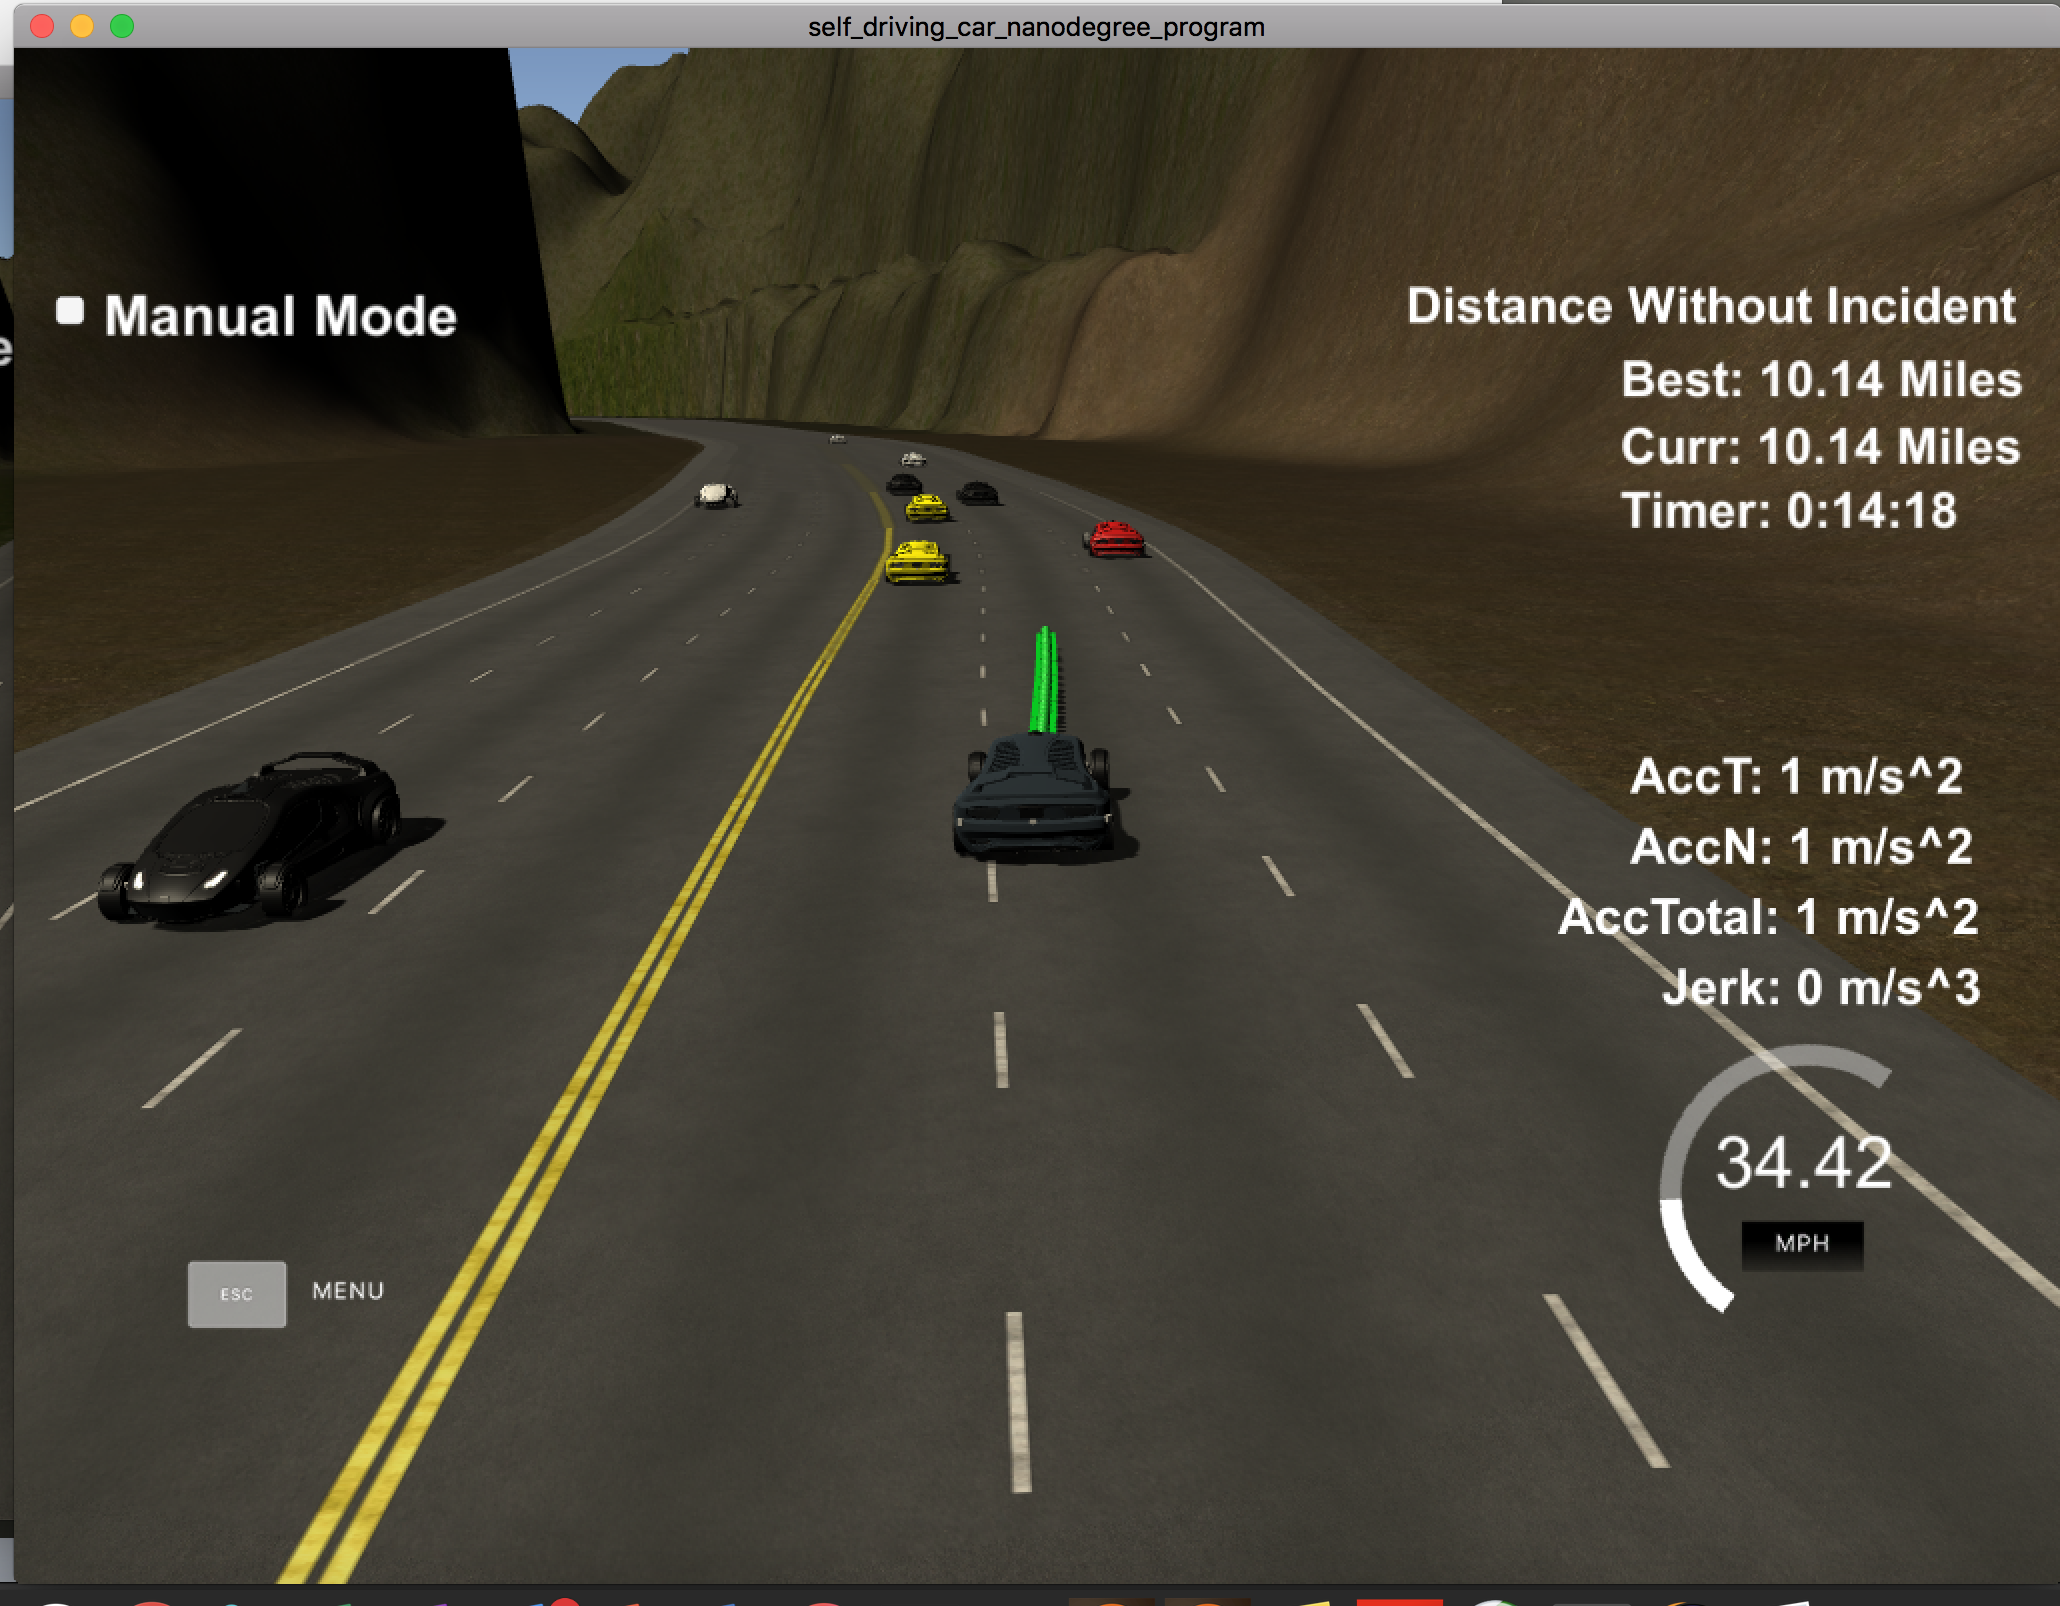 self_driving_car_nanodegree_program
Manual Mode
Distance Without Incident
Best: 10.14 Miles
Curr: 10.14 Miles
Timer: 0:14:18
AccT: 1 m/s^2
AccN: 1 m/s^2
AccTotal: 1 m/s^2
Jerk: 0 m/s^3
34.42
MPH
ESC MENU
e